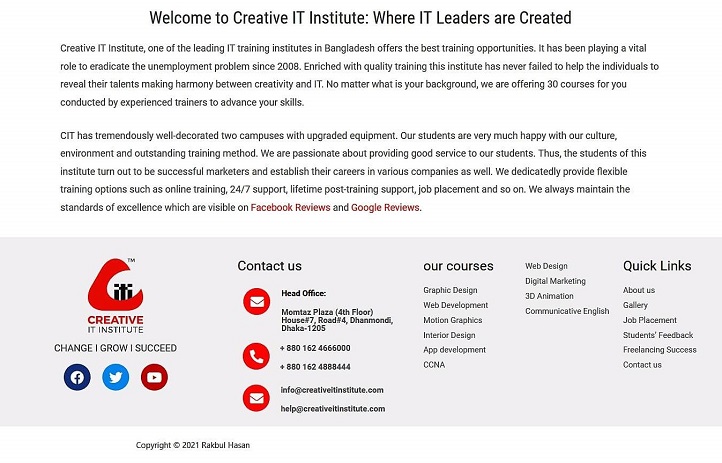 Welcome to Creative IT Institute: Where IT Leaders are Created
Creative IT Institute, one of the leading IT training institutes in Bangladesh offers the best training opportunities. It has been playing a vital
role to eradicate the unemployment problem since 2008. Enriched with quality training this institute has never failed to help the individuals to
reveal their talents making harmony between creativity and IT. No matter what is your background, we are offering 30 courses for you
conducted by experienced trainers to advance your skills.
CIT has tremendously well-decorated two campuses with upgraded equipment. Our students are very much happy with our culture,
environment and outstanding training method. We are passionate about providing good service to our students. Thus, the students of this
institute turn out to be successful marketers and establish their careers in various companies as well. We dedicatedly provide flexible
training options such as online training, 24/7 support, lifetime post-training support, job placement and so on. We always maintain the
standards of excellence which are visible on Facebook Reviews and Google Reviews.
TM
iti
CREATIVE
IT INSTITUTE
CHANGE I GROW I SUCCEED
Contact us
Head Office:
Momtaz Plaza (4th Floor)
House#7, Road#4, Dhanmondi,
Dhaka-1205
+ 880 162 4666000
+ 880 162 4888444
info@creativeitinstitute.com
help@creativeitinstitute.com
our courses
Graphic Design
Web Development
Motion Graphics
Interior Design
App development
CCNA
Web Design
Digital Marketing
3D Animation
Communicative English
Quick Links
About us
Gallery
Job Placement
Students' Feedback
Freelancing Success
Contact us
Copyright © 2021 Rakbul Hasan